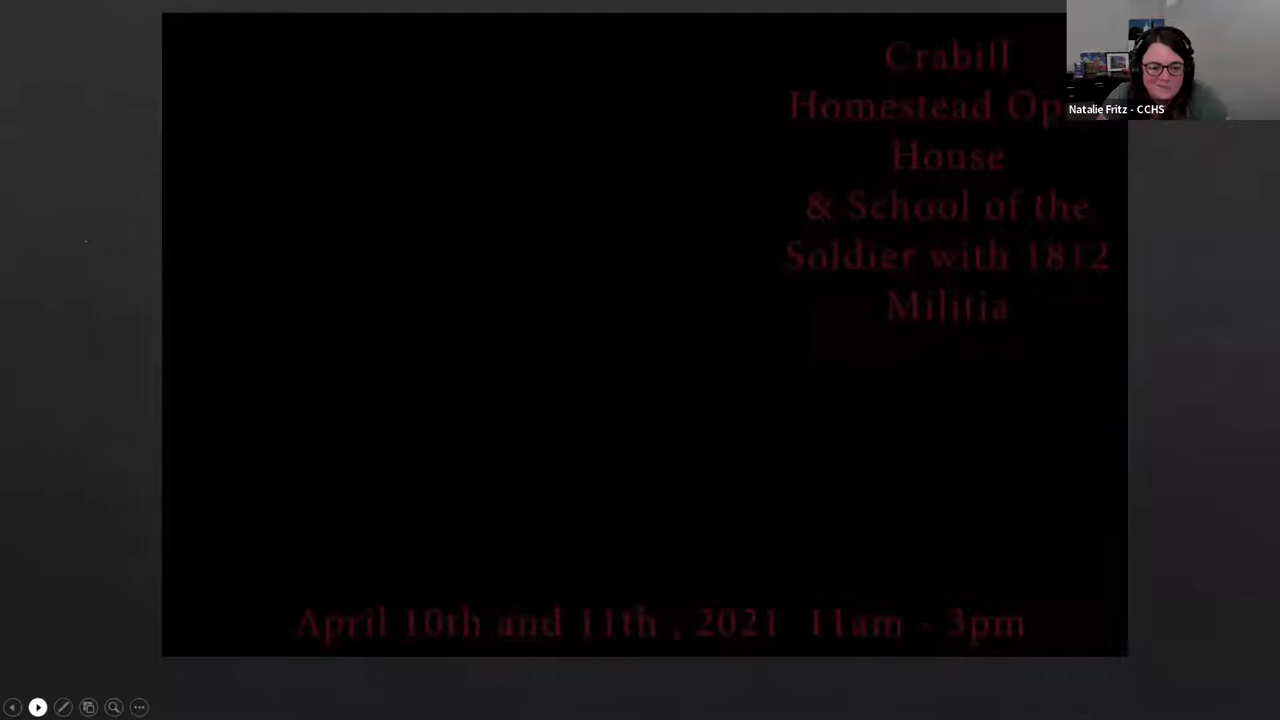 Crabill
Homestead Op
House
& School of the
Soldier with 1812
Militia
Natalie Fritz - CCHS
April 10th and 11th , 2021 11am - 3pm